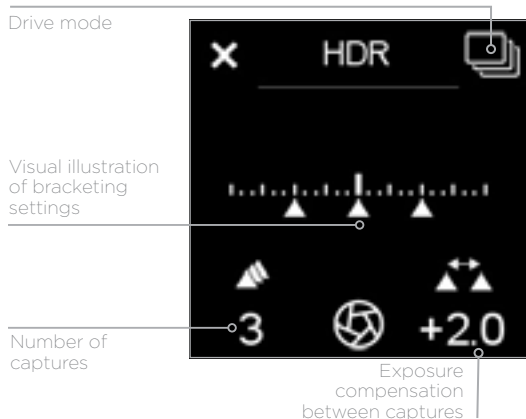 Drive mode
HDR
Visual illustration
of bracketing
settings
3
+2.0
Number of
captures
Exposure
compensation
between captures